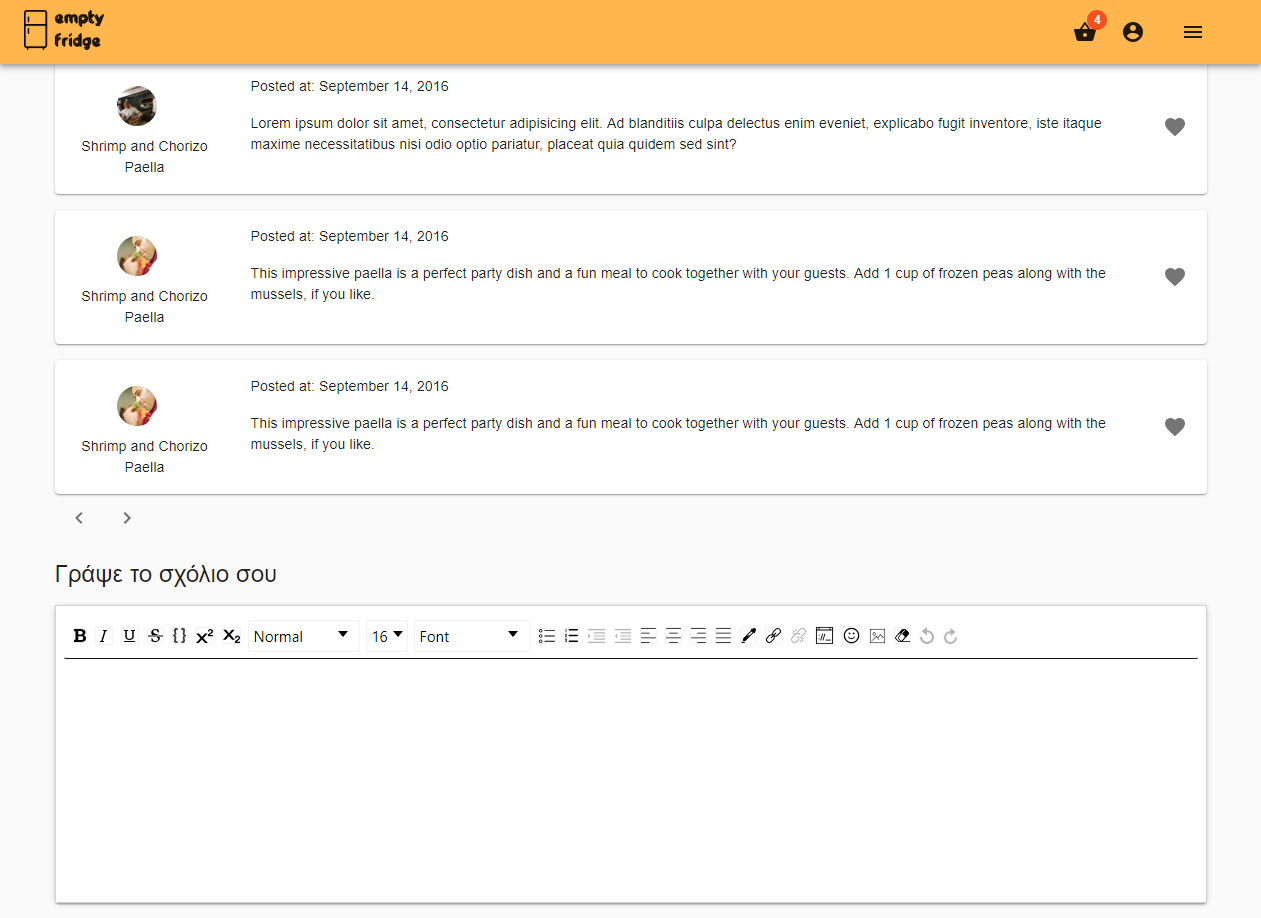 empty
fridge
4
Posted at: September 14, 2016
Lorem ipsum dolor sit amet, consectetur adipisicing elit. Ad blanditiis culpa delectus enim eveniet, explicabo fugit inventore, iste itaque
maxime necessitatibus nisi odio optio pariatur, placeat quia quidem sed sint?
Shrimp and Chorizo
Paella
Posted at: September 14, 2016
This impressive paella is a perfect party dish and a fun meal to cook together with your guests. Add 1 cup of frozen peas along with the
mussels, if you like.
Shrimp and Chorizo
Paella
Posted at: September 14, 2016
This impressive paella is a perfect party dish and a fun meal to cook together with your guests. Add 1 cup of frozen peas along with the
mussels, if you like.
Shrimp and Chorizo
Paella
Γράψε το σχόλιο σου
B I U S {} x² X₂ Normal 16 Font